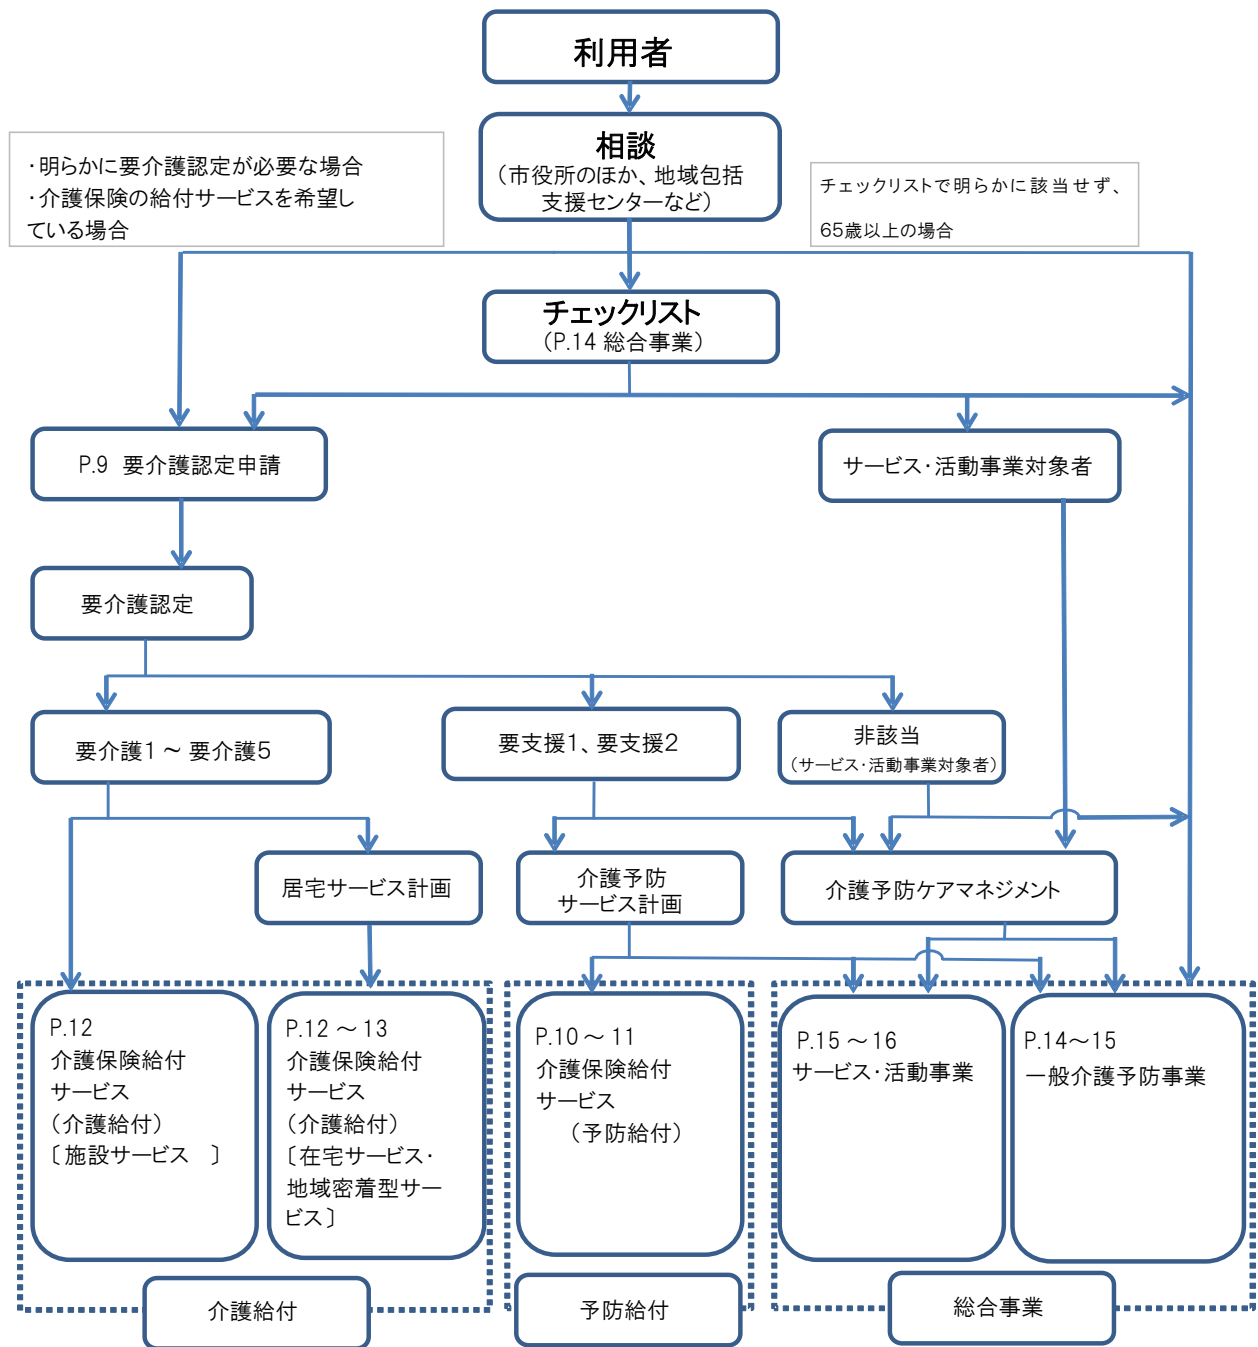 利用者
相談
（市役所のほか、地域包括
支援センターなど）
・明らかに要介護認定が必要な場合
・介護保険の給付サービスを希望し
ている場合
チェックリストで明らかに該当せず、
65歳以上の場合
チェックリスト
（P.14 総合事業）
P.9 要介護認定申請
サービス・活動事業対象者
要介護認定
要介護1 ～ 要介護5
要支援1、要支援2
非該当
（サービス・活動事業対象者）
居宅サービス計画
介護予防
サービス計画
介護予防ケアマネジメント
P.12
介護保険給付
サービス
（介護給付）
〔施設サービス　〕
P.12 ～ 13
介護保険給付
サービス
（介護給付）
〔在宅サービス・
地域密着型サー
ビス〕
P.10 ～ 11
介護保険給付
サービス
（予防給付）
P.15 ～ 16
サービス・活動事業
P.14～15
一般介護予防事業
介護給付
予防給付
総合事業